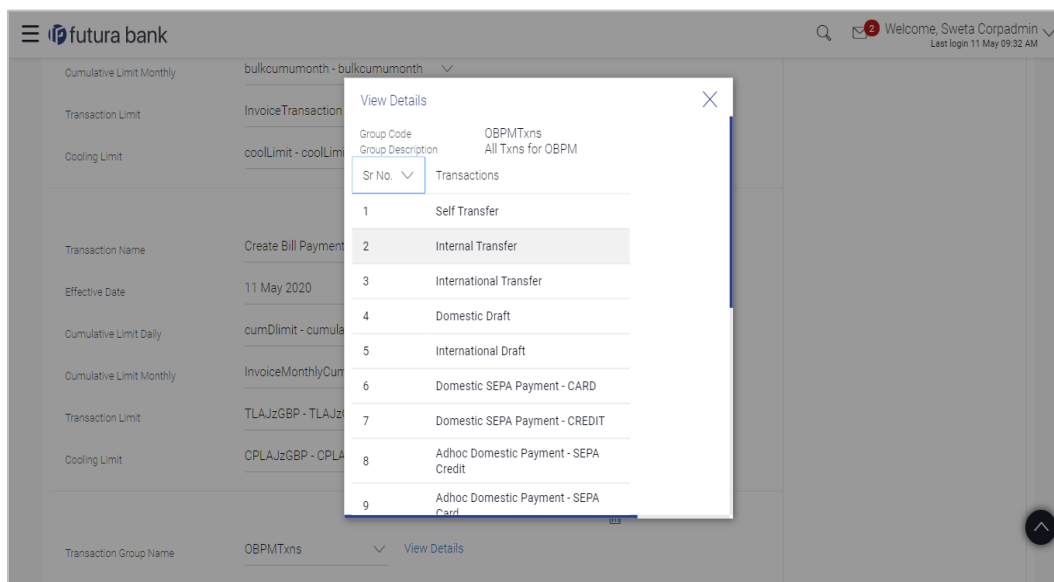 futura bank
2
Welcome, Sweta Corpadmin
Last login 11 May 09:32 AM
Cumulative Limit Monthly
bulkcumumonth - bulkcumumonth
Transaction Limit
InvoiceTransaction
Cooling Limit
coolLimit - coolLimi
Transaction Name
Create Bill Payment
Effective Date
11 May 2020
Cumulative Limit Daily
cumDlimit - cumula
Cumulative Limit Monthly
InvoiceMonthlyCum
Transaction Limit
TLAJzGBP - TLAJz
Cooling Limit
CPLAJzGBP - CPLA
Transaction Group Name
OBPMTxns
View Details
View Details
Group Code OBPMTxns
Group Description All Txns for OBPM
Sr No. Transactions
1 Self Transfer
2 Internal Transfer
3 International Transfer
4 Domestic Draft
5 International Draft
6 Domestic SEPA Payment - CARD
7 Domestic SEPA Payment - CREDIT
8 Adhoc Domestic Payment - SEPA
Credit
9 Adhoc Domestic Payment - SEPA
Card